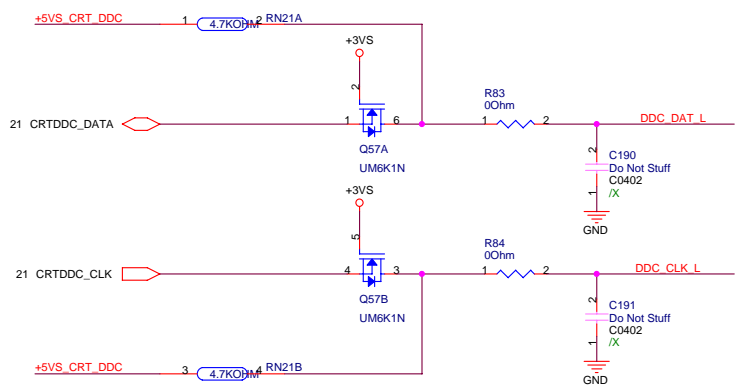 +5VS_CRT_DDC
1
4.7KOHM
2
RN21A
+3VS
2
R83
0Ohm
21 CRTDDC_DATA
1
6
1
2
DDC_DAT_L
Q57A
UM6K1N
2
C190
Do Not Stuff
C0402
/X
1
GND
+3VS
5
R84
0Ohm
21 CRTDDC_CLK
4
3
1
2
DDC_CLK_L
Q57B
UM6K1N
2
C191
Do Not Stuff
C0402
/X
1
GND
+5VS_CRT_DDC
3
4.7KOHM
4
RN21B